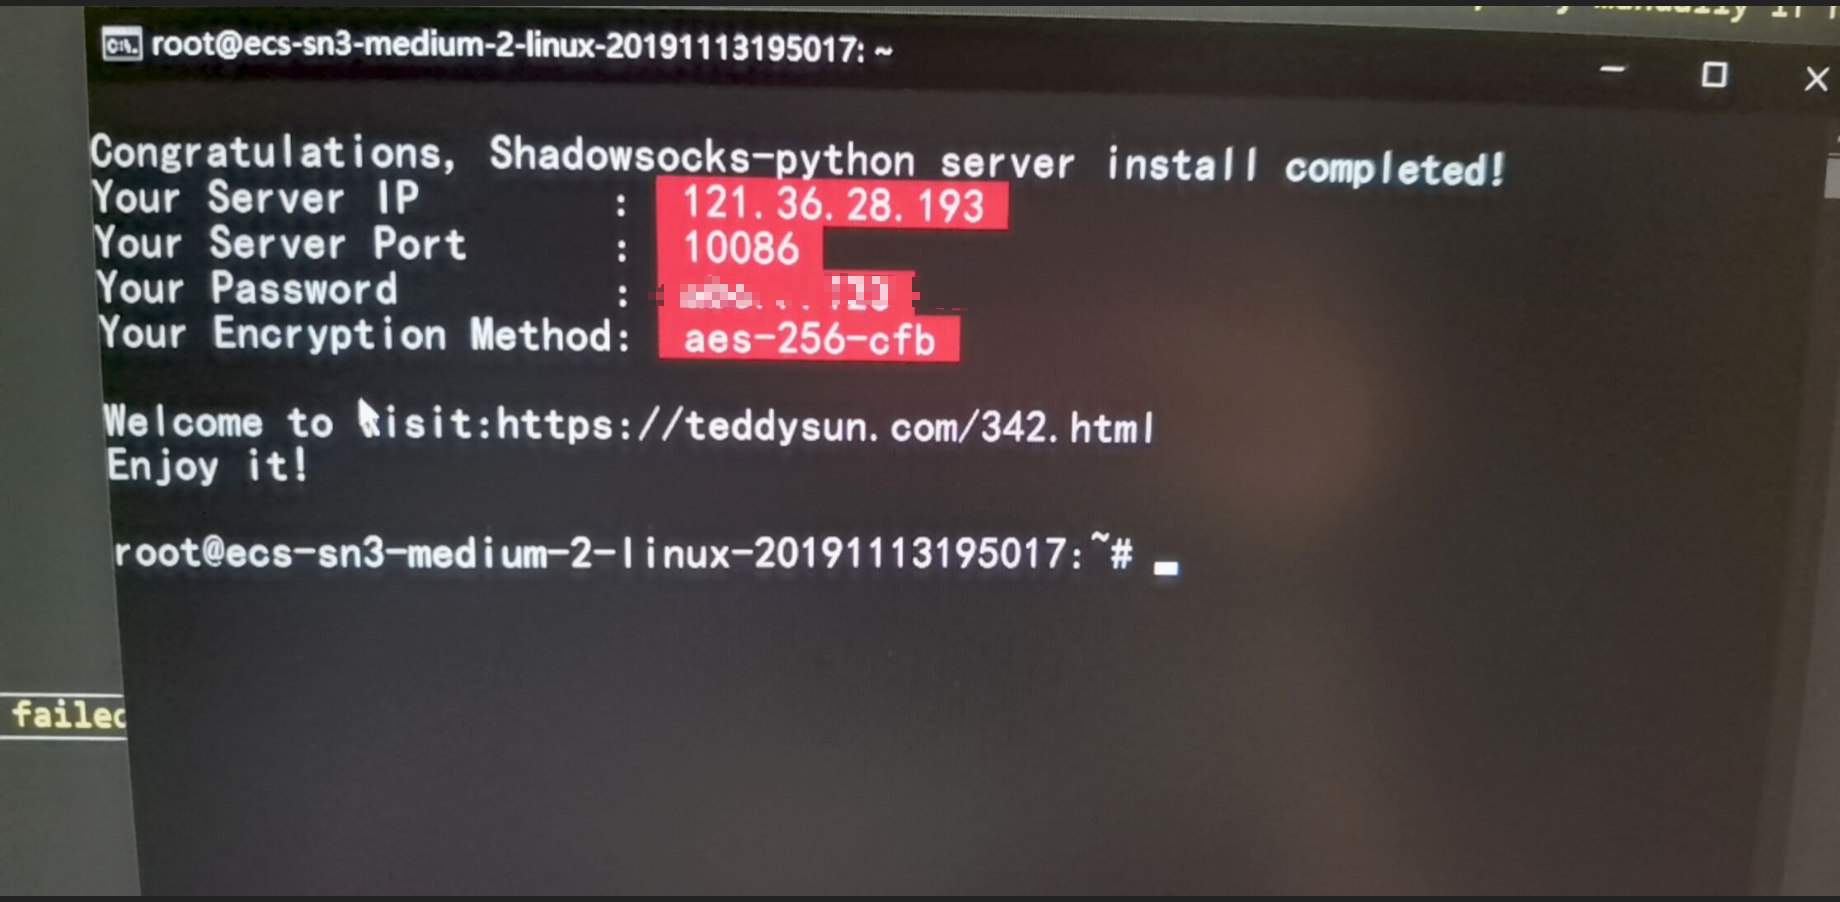 root@ecs-sn3-medium-2-linux-20191113195017: ~
Congratulations, Shadowsocks-python server install completed!
Your Server IP : 121.36.28.193
Your Server Port : 10086
Your Password :
Your Encryption Method: aes-256-cfb
Welcome to visit:https://teddysun.com/342.html
Enjoy it!
root@ecs-sn3-medium-2-linux-20191113195017:~#
failed